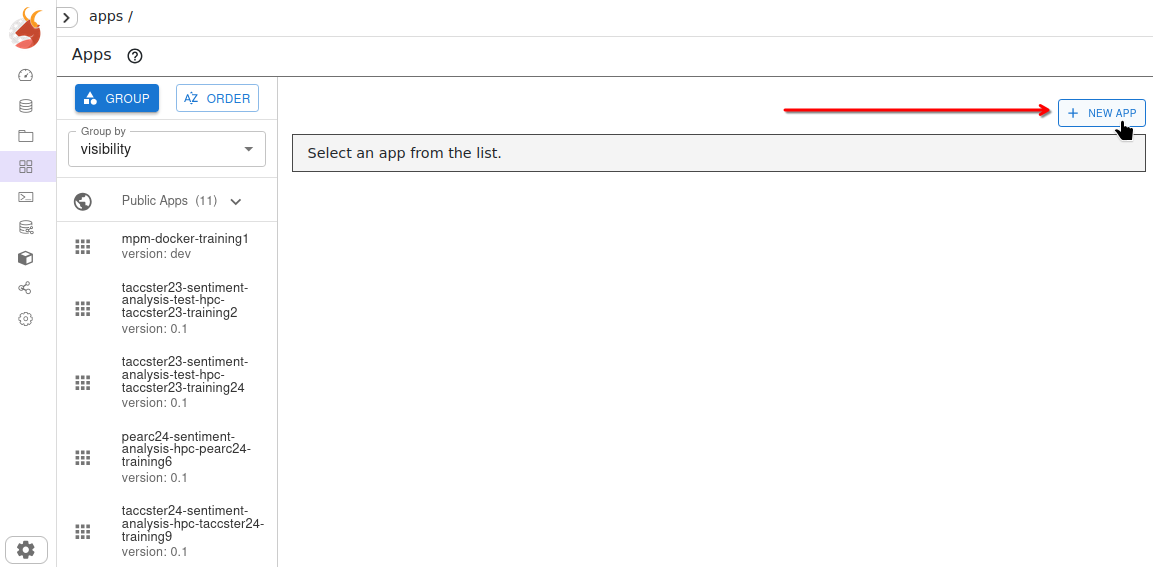 apps /
Apps
GROUP
AZ ORDER
Group by
visibility
NEW APP
Select an app from the list.
Public Apps (11)
mpm-docker-training1
version: dev
taccster23-sentiment-
analysis-test-hpc-
taccster23-training2
version: 0.1
taccster23-sentiment-
analysis-test-hpc-
taccster23-training24
version: 0.1
pearc24-sentiment-
analysis-hpc-pearc24-
training6
version: 0.1
taccster24-sentiment-
analysis-hpc-taccster24-
training9
version: 0.1